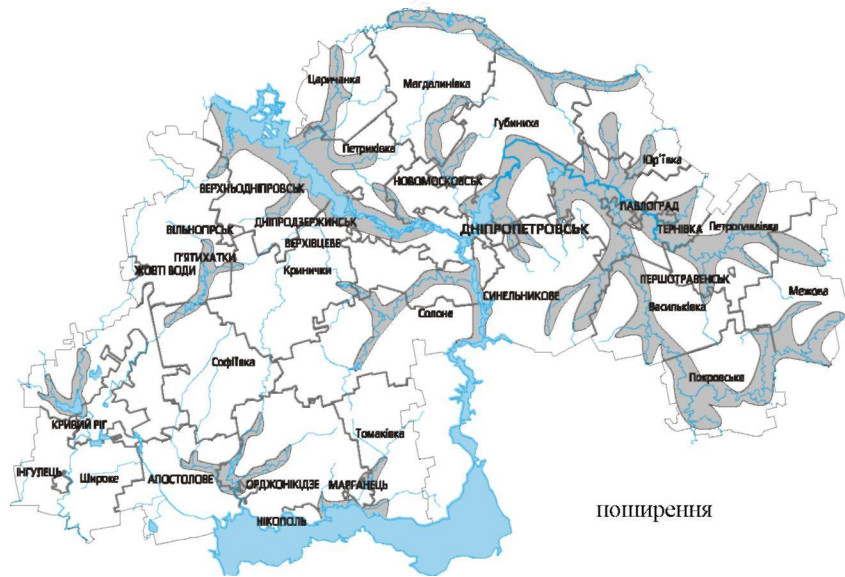 Царичанка
Магдалинівка
Губиниха
Петриківка
Юр'ївка
НОВОМОСКОВСЬК
ВЕРХНЬОДНІПРОВСЬК
ПАВЛОГРАД
ДНІПРОДЗЕРЖИНСЬК
ДНІПРОПЕТРОВСЬК
ТЕРНІВКА
Петропавлівка
ВІЛЬНОГІРСЬК
ВЕРХІВЦЕВЕ
П'ЯТИХАТКИ
ЖОВТІ ВОДИ
Кринички
ПЕРШОТРАВЕНСЬК
Межова
СИНЕЛЬНИКОВЕ
Васильківка
Солоне
Софіївка
Покровське
КРИВИЙ РІГ
Томаківка
ІНГУЛЕЦЬ
Широке
АПОСТОЛОВЕ
ОРДЖОНІКІДЗЕ
МАРГАНЕЦЬ
НІКОПОЛЬ
поширення